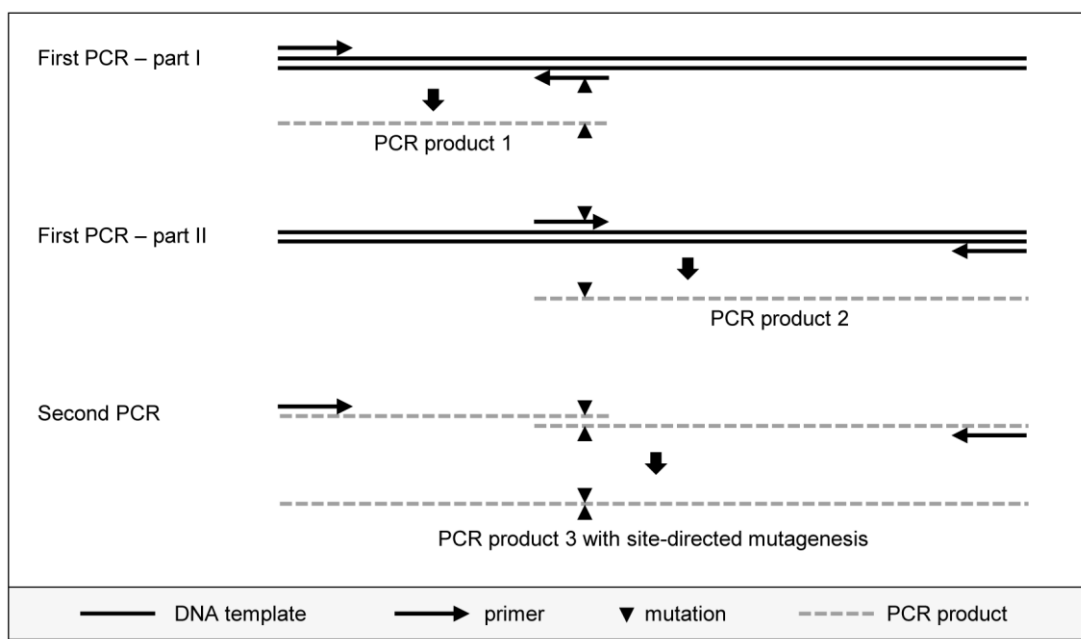 First PCR – part I
PCR product 1
First PCR – part II
PCR product 2
Second PCR
PCR product 3 with site-directed mutagenesis
DNA template
primer
mutation
PCR product